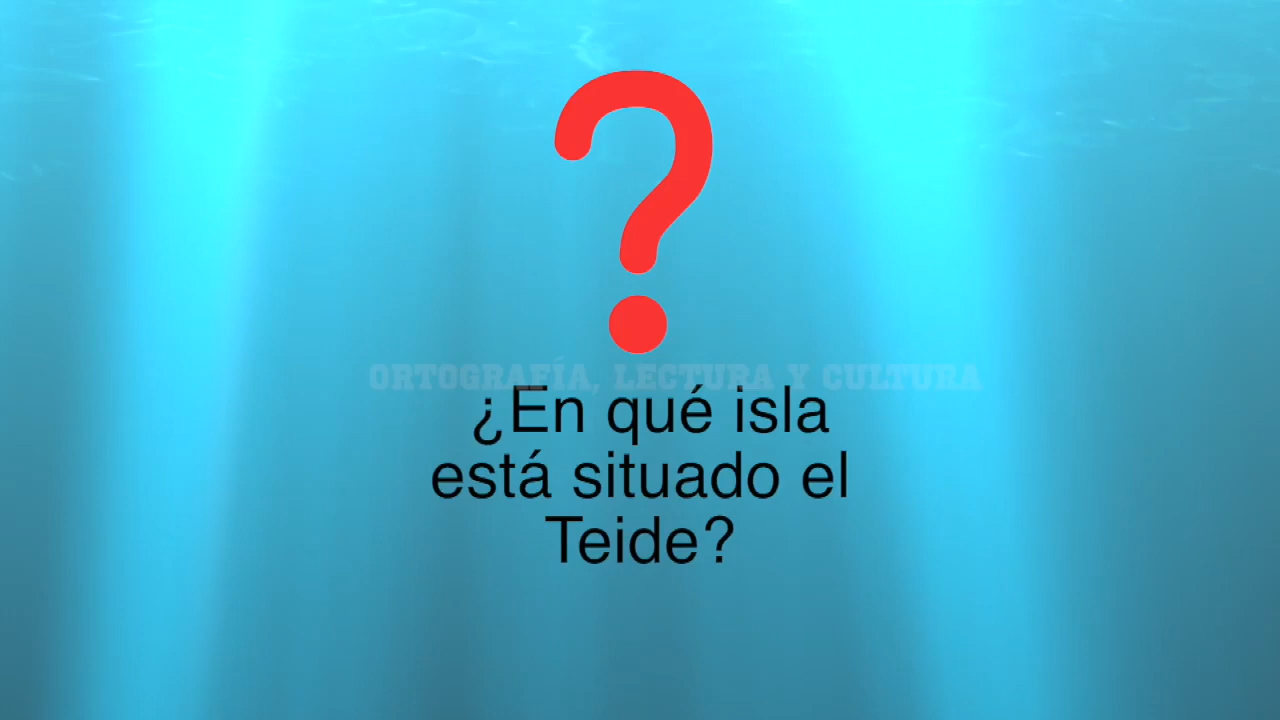 ?
ORTOGRAFÍA, LECTURA Y CULTURA
¿En qué isla
está situado el
Teide?